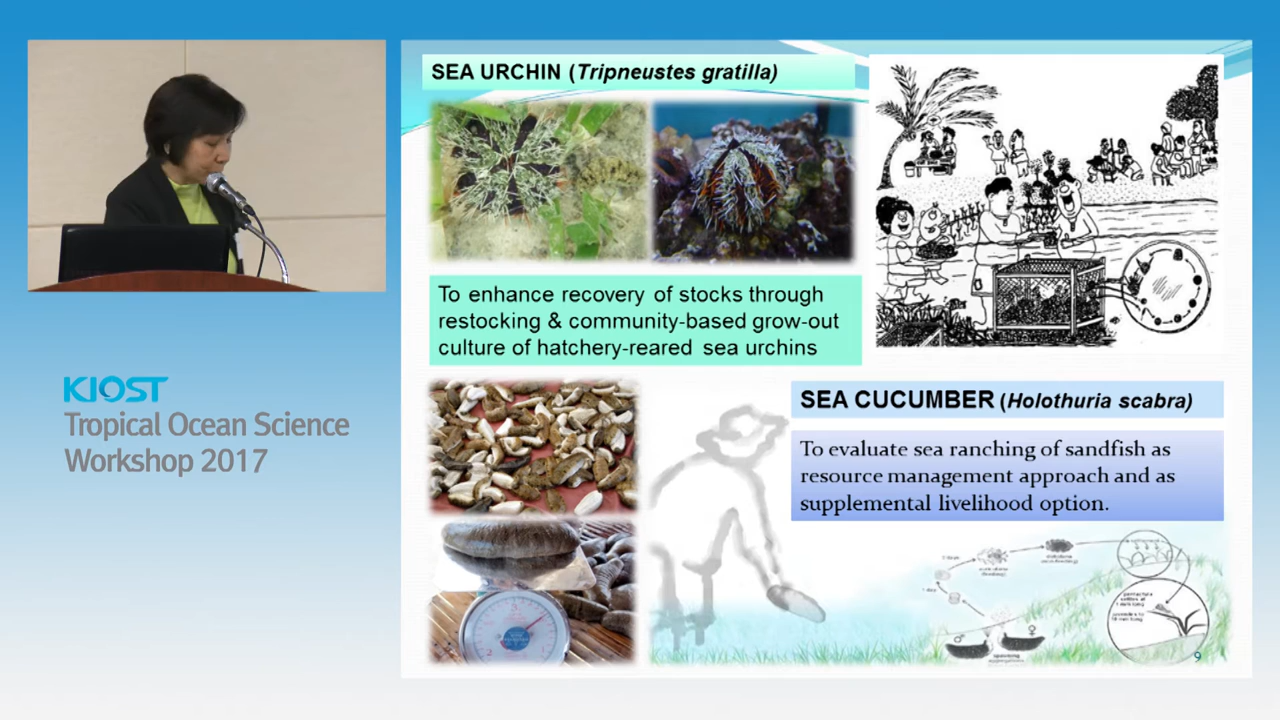 SEA URCHIN (Tripneustes gratilla)
To enhance recovery of stocks through
restocking & community-based grow-out
culture of hatchery-reared sea urchins
KIOST
Tropical Ocean Science
Workshop 2017
SEA CUCUMBER (Holothuria scabra)
To evaluate sea ranching of sandfish as
resource management approach and as
supplemental livelihood option.
9